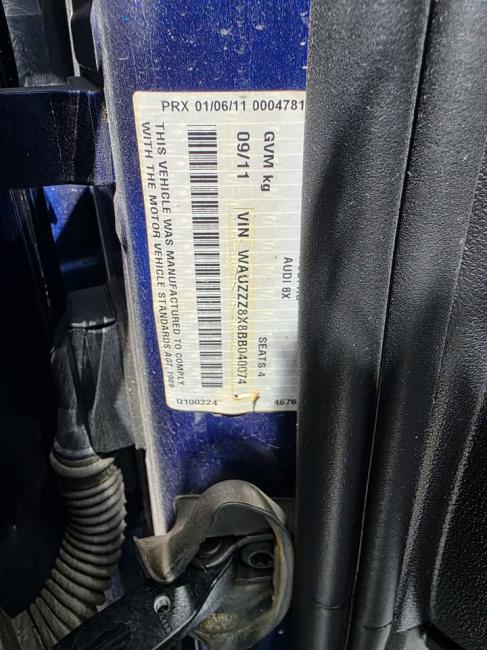 PRX 01/06/11 0004781
GVM kg
09/11
AUDI 8X
SEATS 4
VIN WAUZZZ8X8BB040074
THIS VEHICLE WAS MANUFACTURED TO COMPLY
WITH THE MOTOR VEHICLE STANDARDS ACT, 1989
Q100224
4676